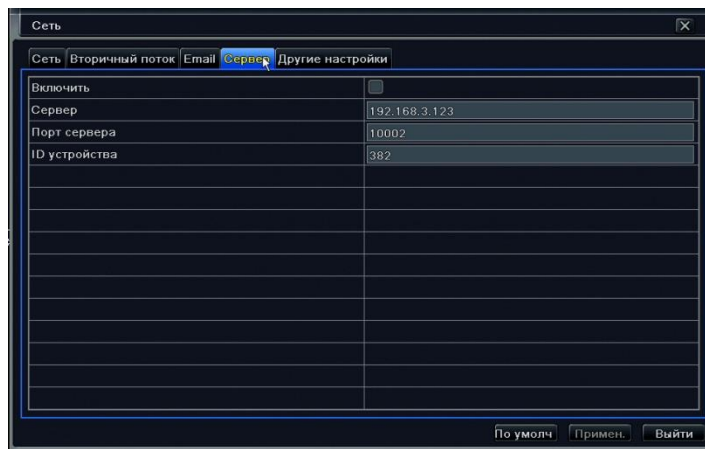 Сеть
Сеть Вторичный поток Email Сервер Другие настройки
Включить
Сервер 192.168.3.123
Порт сервера 10002
ID устройства 382
По умолч Примен. Выйти